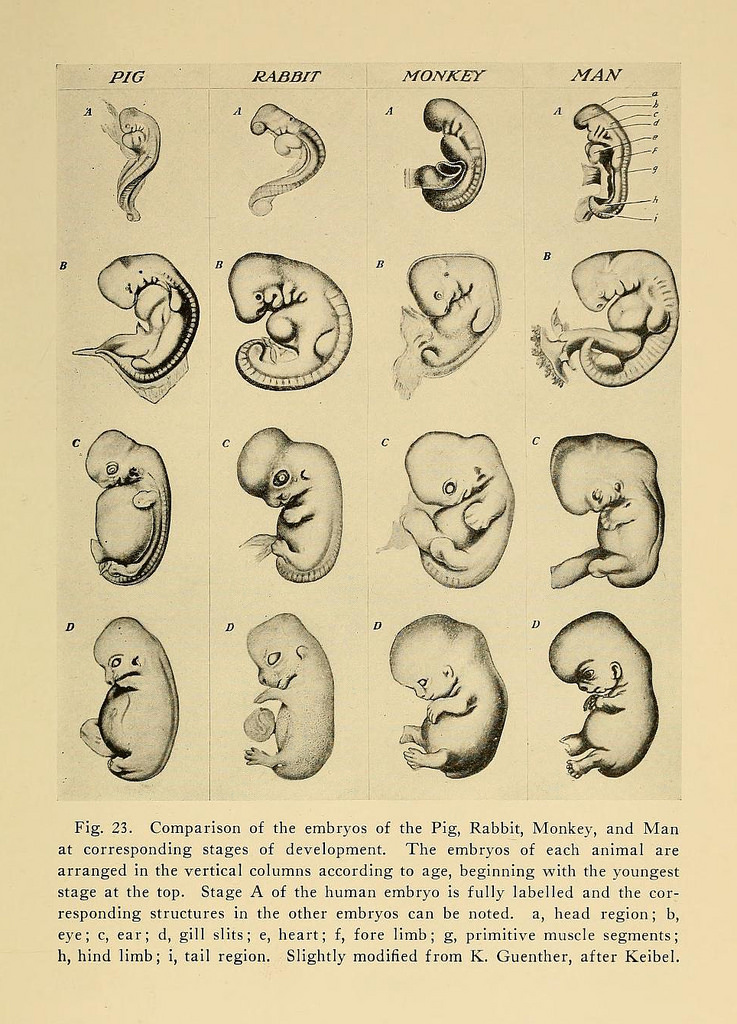 PIG RABBIT MONKEY MAN
A A A A
a
b
c
d
e
f
g
h
i
B B B B
C C C C
D D D D
Fig. 23. Comparison of the embryos of the Pig, Rabbit, Monkey, and Man
at corresponding stages of development. The embryos of each animal are
arranged in the vertical columns according to age, beginning with the youngest
stage at the top. Stage A of the human embryo is fully labelled and the cor-
responding structures in the other embryos can be noted. a, head region; b,
eye; c, ear; d, gill slits; e, heart; f, fore limb; g, primitive muscle segments;
h, hind limb; i, tail region. Slightly modified from K. Guenther, after Keibel.